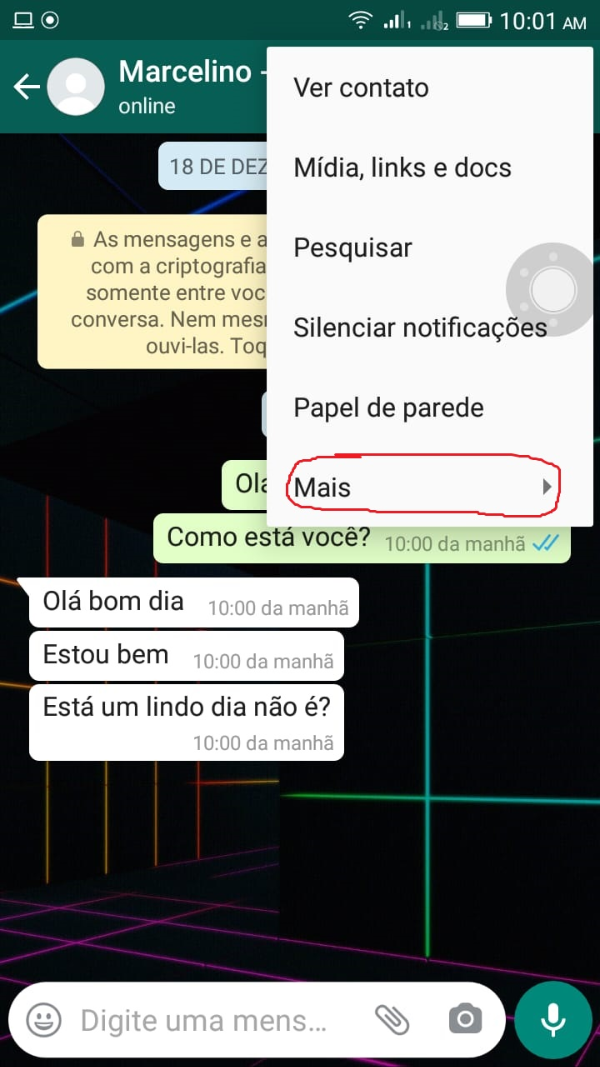 10:01 AM
Marcelino -
online
Ver contato
Mídia, links e docs
Pesquisar
Silenciar notificações
Papel de parede
Mais
18 DE DEZ
As mensagens e a
com a criptografia
somente entre voc
conversa. Nem mesr
ouvi-las. Toq
Olá
Como está você? 10:00 da manhã
Olá bom dia 10:00 da manhã
Estou bem 10:00 da manhã
Está um lindo dia não é?
10:00 da manhã
Digite uma mens...